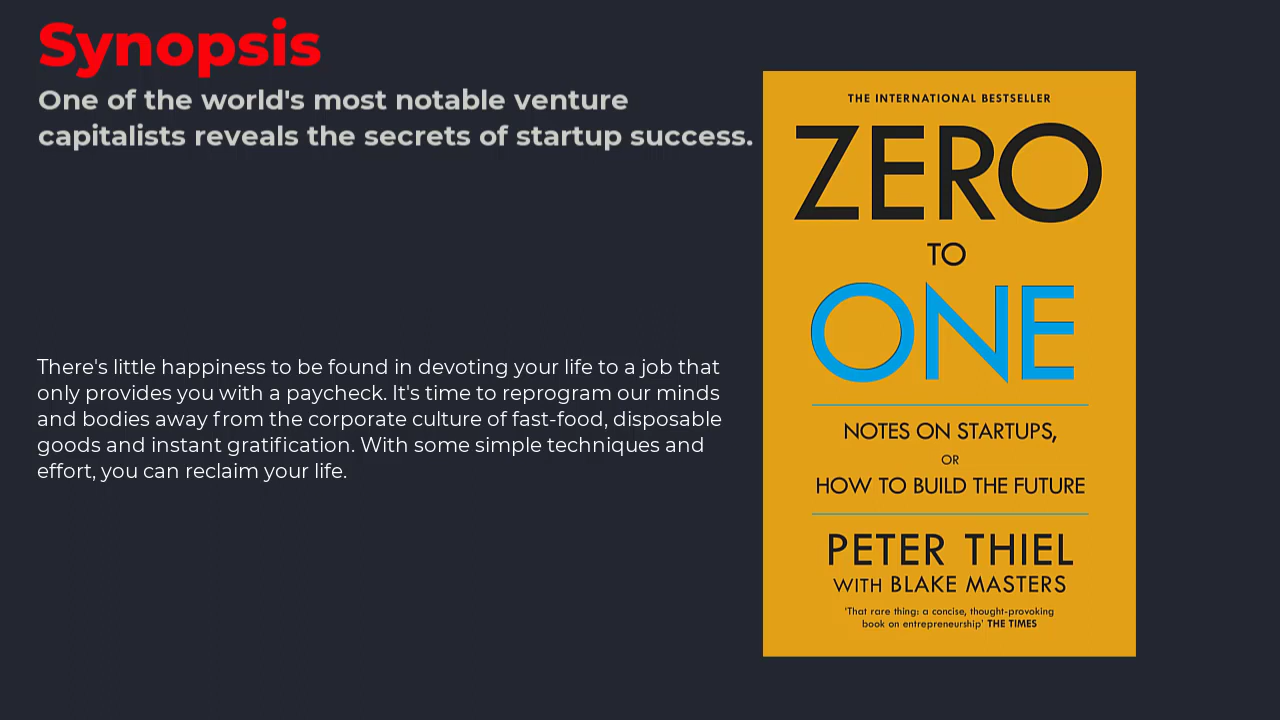 Synopsis
One of the world's most notable venture
capitalists reveals the secrets of startup success.
There's little happiness to be found in devoting your life to a job that
only provides you with a paycheck. It's time to reprogram our minds
and bodies away from the corporate culture of fast-food, disposable
goods and instant gratification. With some simple techniques and
effort, you can reclaim your life.
THE INTERNATIONAL BESTSELLER
ZERO
TO
ONE
NOTES ON STARTUPS,
OR
HOW TO BUILD THE FUTURE
PETER THIEL
WITH BLAKE MASTERS
'That rare thing: a concise, thought-provoking
book on entrepreneurship' THE TIMES